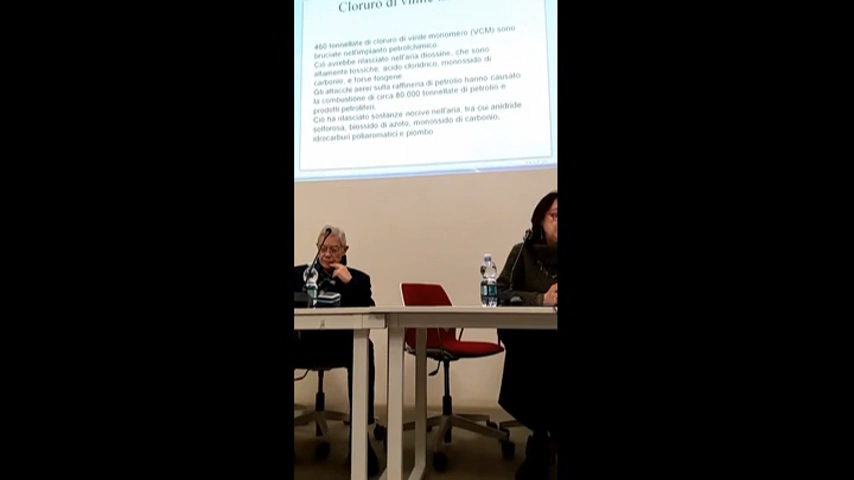 Cloruro di vinile
460 tonnellate di cloruro di vinile monomero (VCM) sono
bruciate nell'impianto petrolchimico
Ciò avrebbe rilasciato nell'aria diossine, che sono
altamente tossiche, acido cloridrico, monossido di
carbonio, e forse fosgene
Gli attacchi aerei sulla raffineria di petrolio hanno causato
la combustione di circa 80.000 tonnellate di petrolio e
prodotti petroliferi.
Ciò ha rilasciato sostanze nocive nell'aria, tra cui anidride
solforosa, biossido di azoto, monossido di carbonio,
idrocarburi poliaromatici e piombo